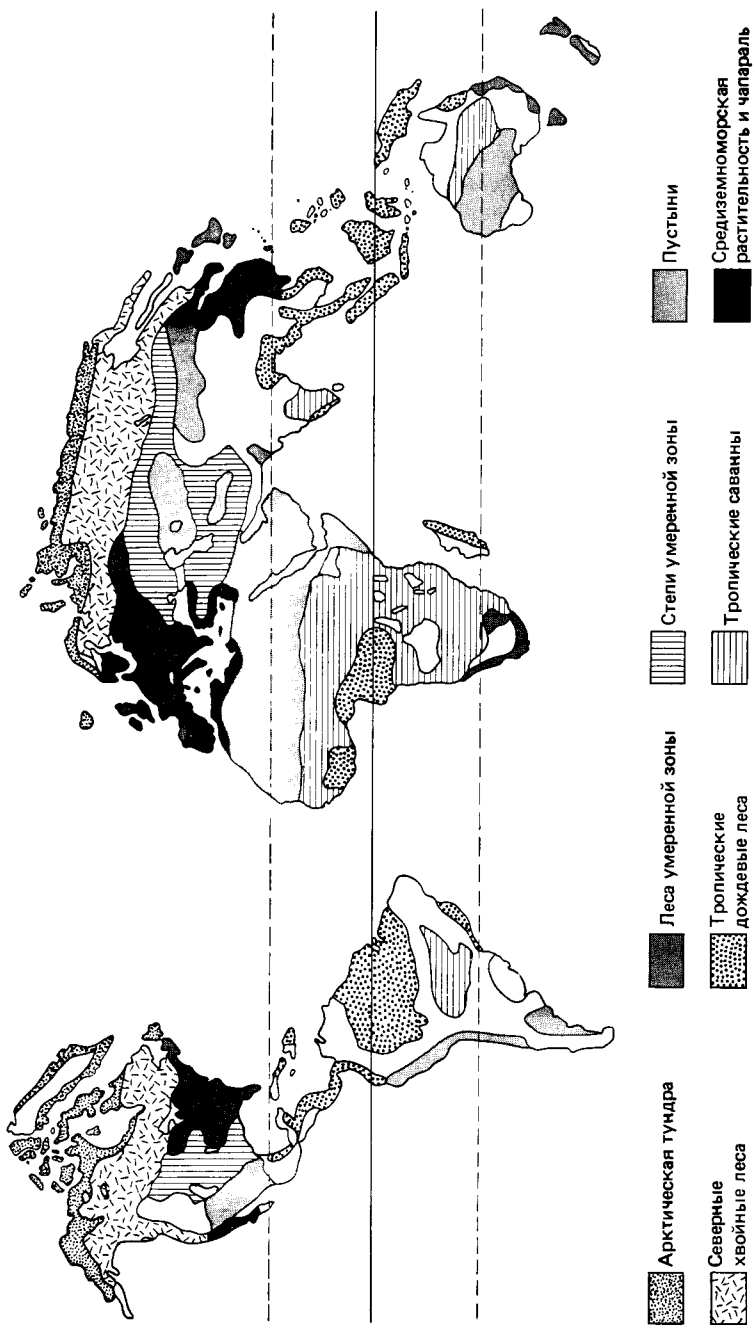 Арктическая тундра
Северные
хвойные леса
Леса умеренной зоны
Тропические
дождевые леса
Степи умеренной зоны
Тропические саванны
Пустыни
Средиземноморская
растительность и чапараль